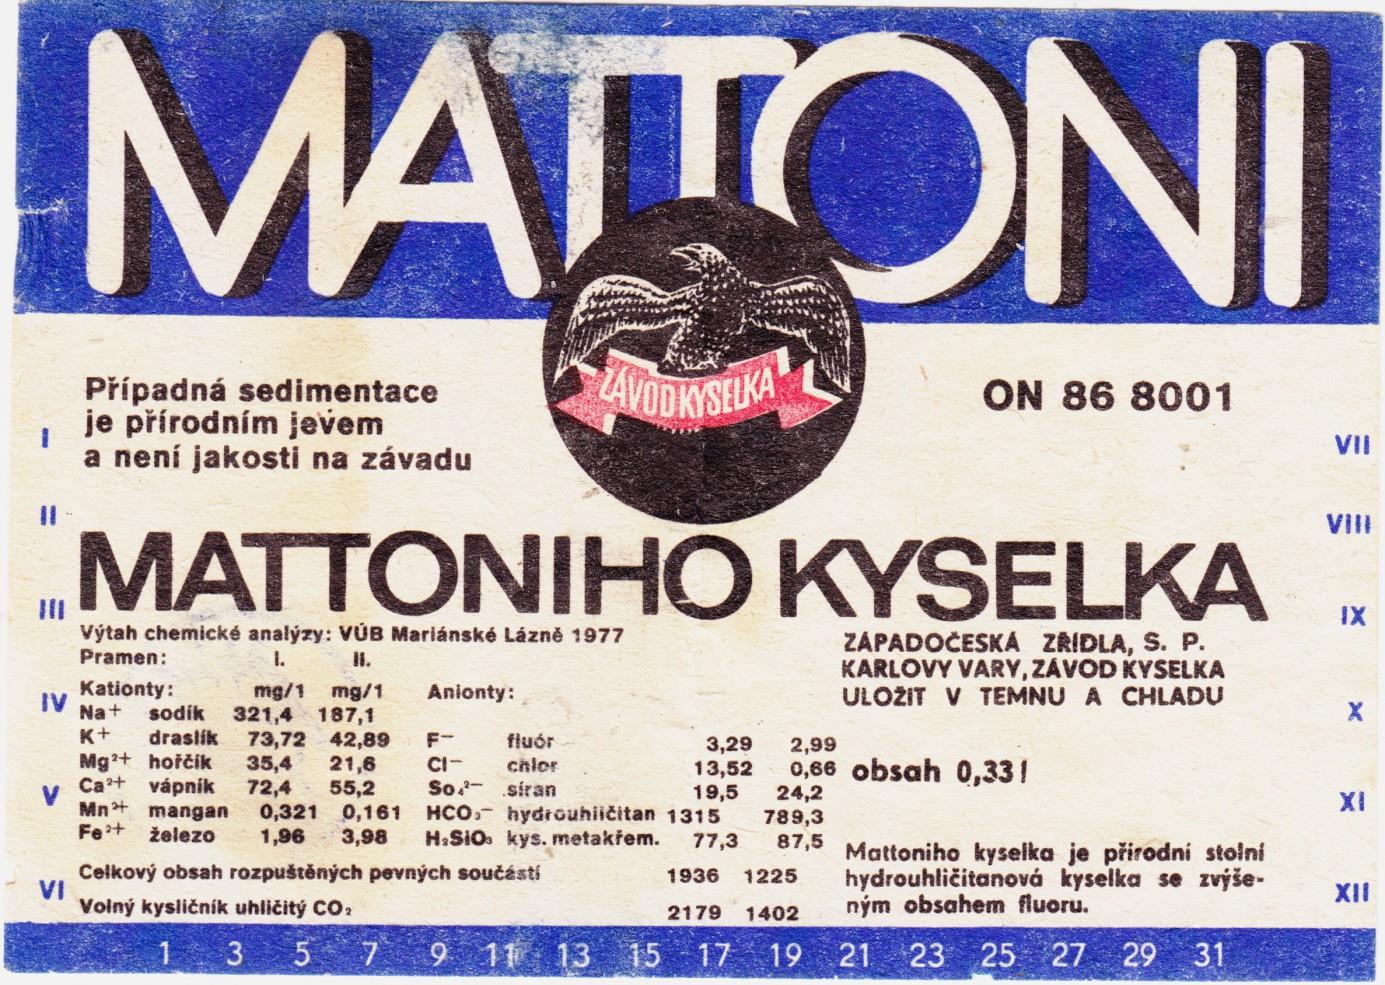 MATTONI
ZÁVOD KYSELKA
Případná sedimentace
je přírodním jevem
a není jakosti na závadu
ON 86 8001
I
II
III
IV
V
VI
VII
VIII
IX
X
XI
XII
MATTONIHO KYSELKA
Výtah chemické analýzy: VÚB Mariánské Lázně 1977
Pramen: I. II.
Kationty: mg/1 mg/1 Anionty:
Na⁺ sodík 321,4 187,1
K⁺ draslík 73,72 42,89 F⁻ fluór 3,29 2,99
Mg²⁺ hořčík 35,4 21,6 Cl⁻ chlor 13,52 0,66
Ca²⁺ vápník 72,4 55,2 So₄²⁻ síran 19,5 24,2
Mn²⁺ mangan 0,321 0,161 HCO₃⁻ hydrouhličitan 1315 789,3
Fe²⁺ železo 1,96 3,98 H₂SiO₃ kys. metakřem. 77,3 87,5
Celkový obsah rozpuštěných pevných součástí 1936 1225
Volný kysličník uhličitý CO₂ 2179 1402
ZÁPADOČESKÁ ZŘÍDLA, S. P.
KARLOVY VARY, ZÁVOD KYSELKA
ULOŽIT V TEMNU A CHLADU
obsah 0,33 l
Mattoniho kyselka je přírodní stolní
hydrouhličitanová kyselka se zvýše-
ným obsahem fluoru.
1 3 5 7 9 11 13 15 17 19 21 23 25 27 29 31